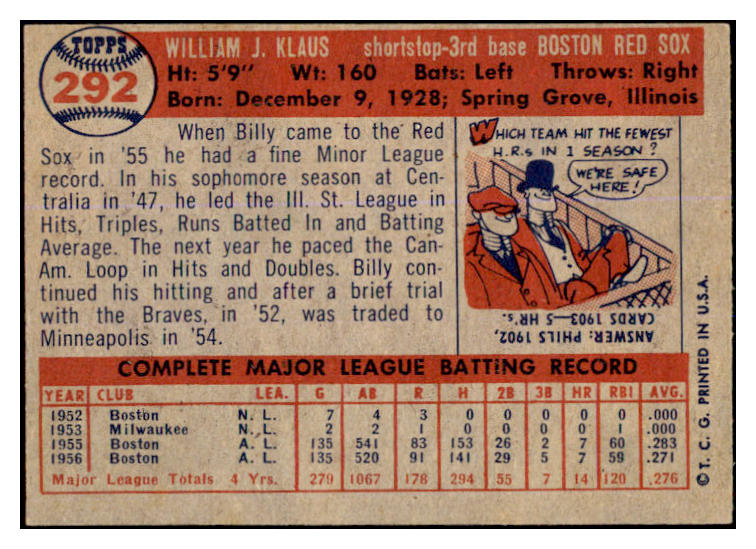 TOPPS
292
WILLIAM J. KLAUS shortstop-3rd base BOSTON RED SOX
Ht: 5'9" Wt: 160 Bats: Left Throws: Right
Born: December 9, 1928; Spring Grove, Illinois
When Billy came to the Red
Sox in '55 he had a fine Minor League
record. In his sophomore season at Cen-
tralia in '47, he led the Ill. St. League in
Hits, Triples, Runs Batted In and Batting
Average. The next year he paced the Can-
Am. Loop in Hits and Doubles. Billy con-
tinued his hitting and after a brief trial
with the Braves, in '52, was traded to
Minneapolis in '54.
WHICH TEAM HIT THE FEWEST
H.R.s IN 1 SEASON?
WE'RE SAFE
HERE!
ANSWER: PHILS 1902,
CARDS 1903—5 HR's.
COMPLETE MAJOR LEAGUE BATTING RECORD
YEAR CLUB LEA. G AB R H 2B 3B HR RBI AVG.
1952 Boston N. L. 7 4 3 0 0 0 0 0 .000
1953 Milwaukee N. L. 2 2 1 0 0 0 0 1 .000
1955 Boston A. L. 135 541 83 153 26 2 7 60 .283
1956 Boston A. L. 135 520 91 141 29 5 7 59 .271
Major League Totals 4 Yrs. 279 1067 178 294 55 7 14 120 .276
© T. C. G. PRINTED IN U.S.A.